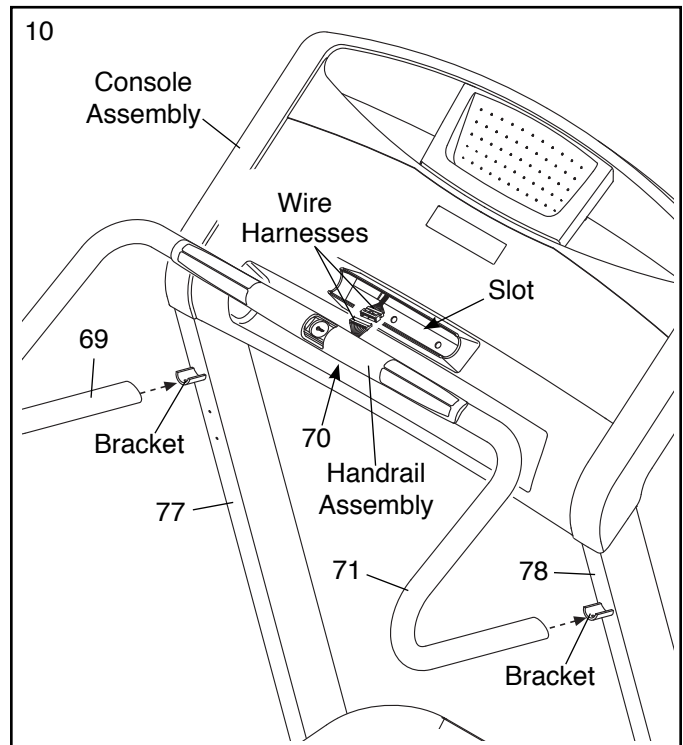 10
Console
Assembly
Wire
Harnesses
Slot
69
Bracket
70
Handrail
Assembly
77
71
78
Bracket